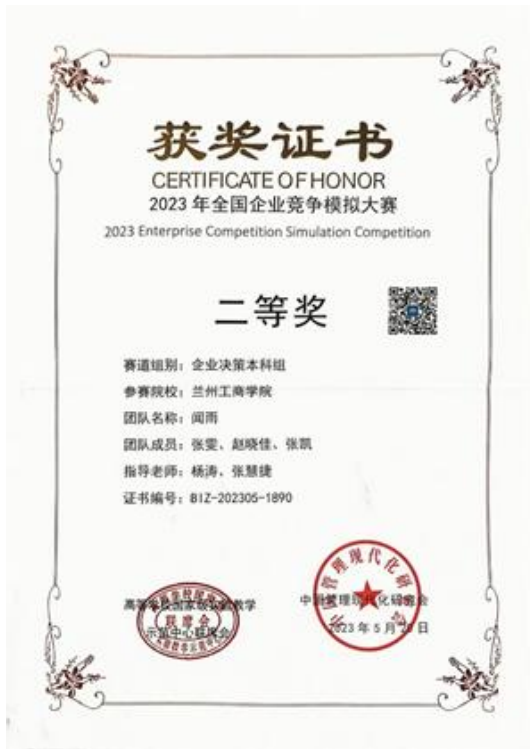 获奖证书
CERTIFICATE OF HONOR
2023 年全国企业竞争模拟大赛
2023 Enterprise Competition Simulation Competition
二等奖
赛道组别：企业决策本科组
参赛院校：兰州工商学院
团队名称：闻雨
团队成员：张雯、赵晓佳、张凯
指导老师：杨涛、张慧捷
证书编号：BIZ-202305-1890
高等学校国家级实验教学
示范中心联席会
联席会
中国管理现代化研究会
2023 年 5 月 日